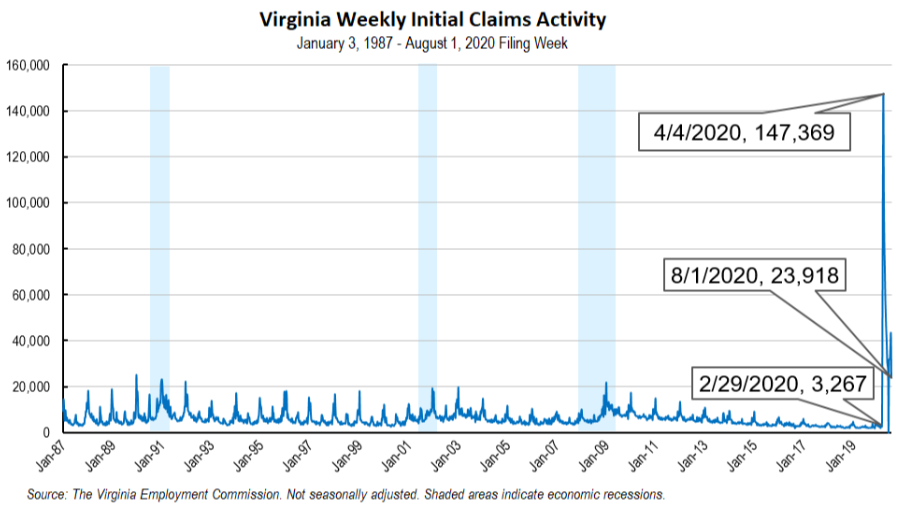 Virginia Weekly Initial Claims Activity
January 3, 1987 - August 1, 2020 Filing Week
160,000
140,000
120,000
100,000
80,000
60,000
40,000
20,000
0
4/4/2020, 147,369
8/1/2020, 23,918
2/29/2020, 3,267
Jan-87
Jan-89
Jan-91
Jan-93
Jan-95
Jan-97
Jan-99
Jan-01
Jan-03
Jan-05
Jan-07
Jan-09
Jan-11
Jan-13
Jan-15
Jan-17
Jan-19
Source: The Virginia Employment Commission. Not seasonally adjusted. Shaded areas indicate economic recessions.